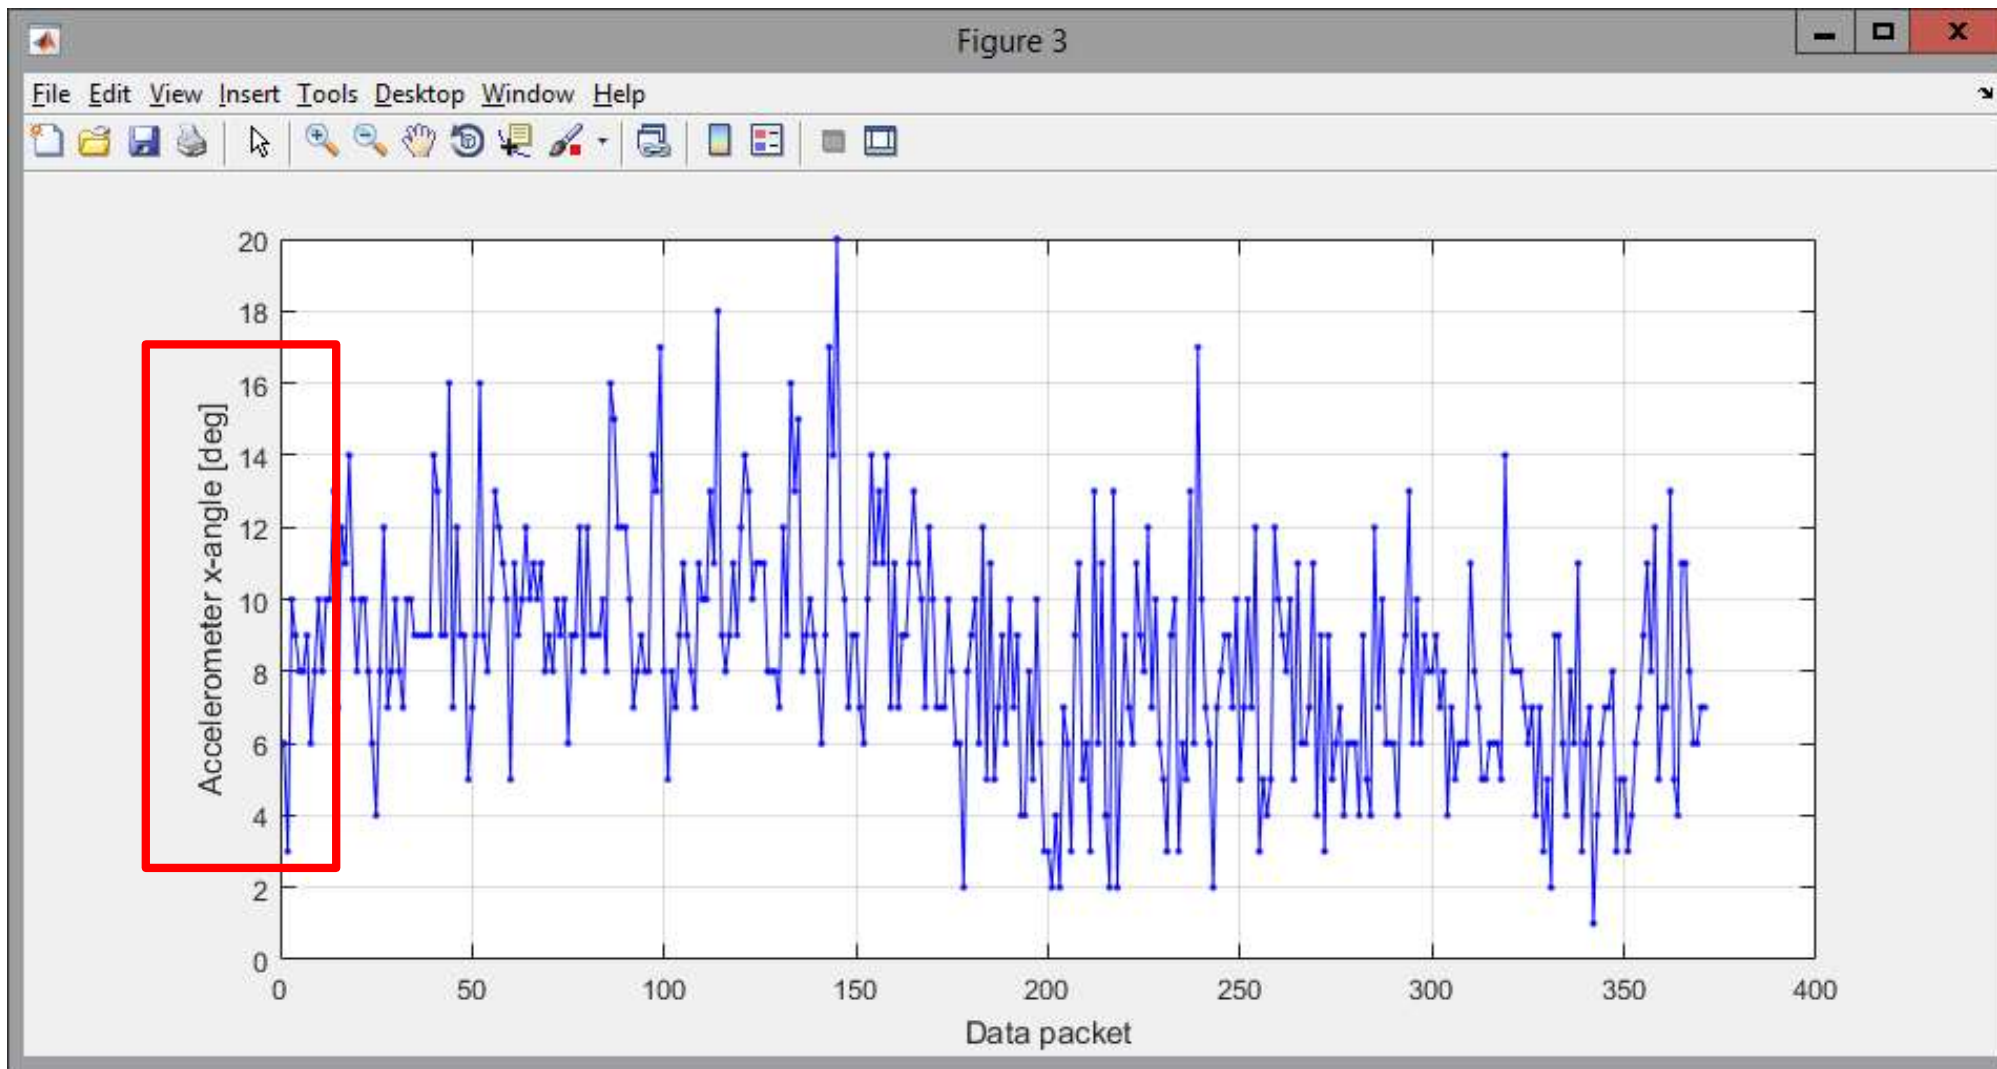 Figure 3
File Edit View Insert Tools Desktop Window Help
20
18
16
14
12
10
8
6
4
2
0
Accelerometer x-angle [deg]
0 50 100 150 200 250 300 350 400
Data packet